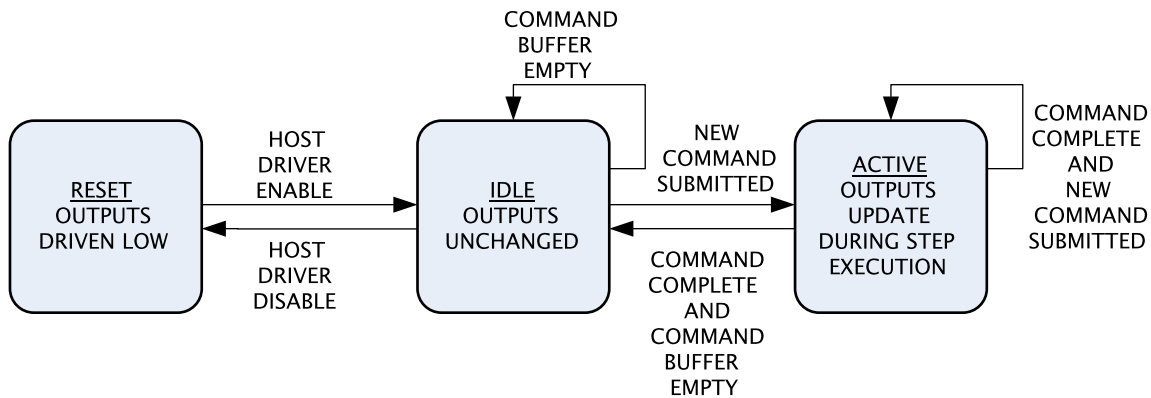 COMMAND
BUFFER
EMPTY
RESET
OUTPUTS
DRIVEN LOW
HOST
DRIVER
ENABLE
HOST
DRIVER
DISABLE
IDLE
OUTPUTS
UNCHANGED
NEW
COMMAND
SUBMITTED
COMMAND
COMPLETE
AND
COMMAND
BUFFER
EMPTY
ACTIVE
OUTPUTS
UPDATE
DURING STEP
EXECUTION
COMMAND
COMPLETE
AND
NEW
COMMAND
SUBMITTED